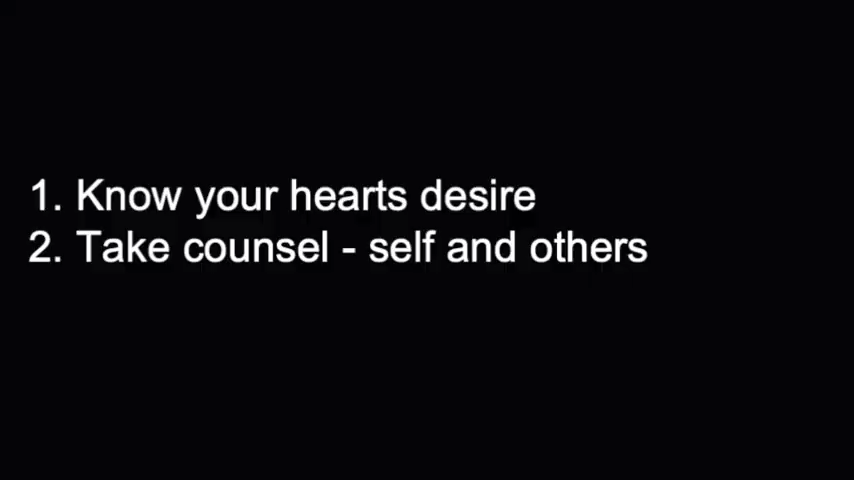 1. Know your hearts desire
2. Take counsel - self and others